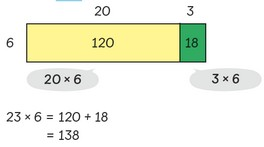 20 3
6 120 18
20 × 6 3 × 6
23 × 6 = 120 + 18
= 138